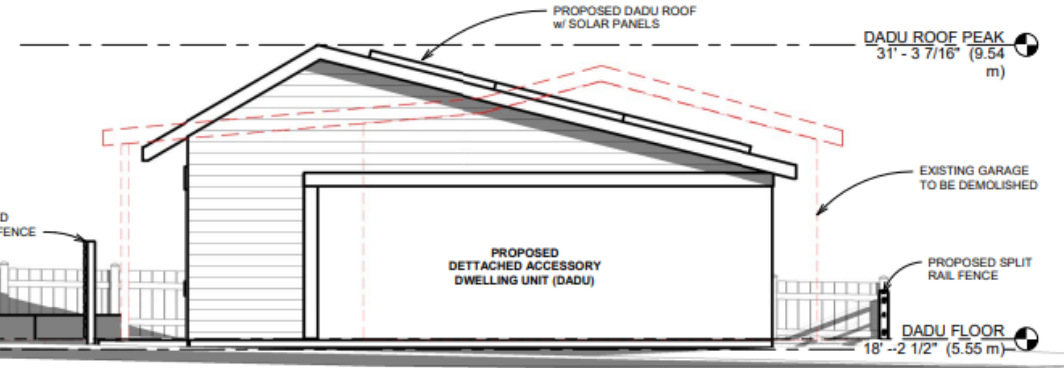 PROPOSED DADU ROOF
w/ SOLAR PANELS
DADU ROOF PEAK
31' - 3 7/16" (9.54
m)
EXISTING GARAGE
TO BE DEMOLISHED
D
FENCE
PROPOSED
DETTACHED ACCESSORY
DWELLING UNIT (DADU)
PROPOSED SPLIT
RAIL FENCE
DADU FLOOR
18' --2 1/2" (5.55 m)